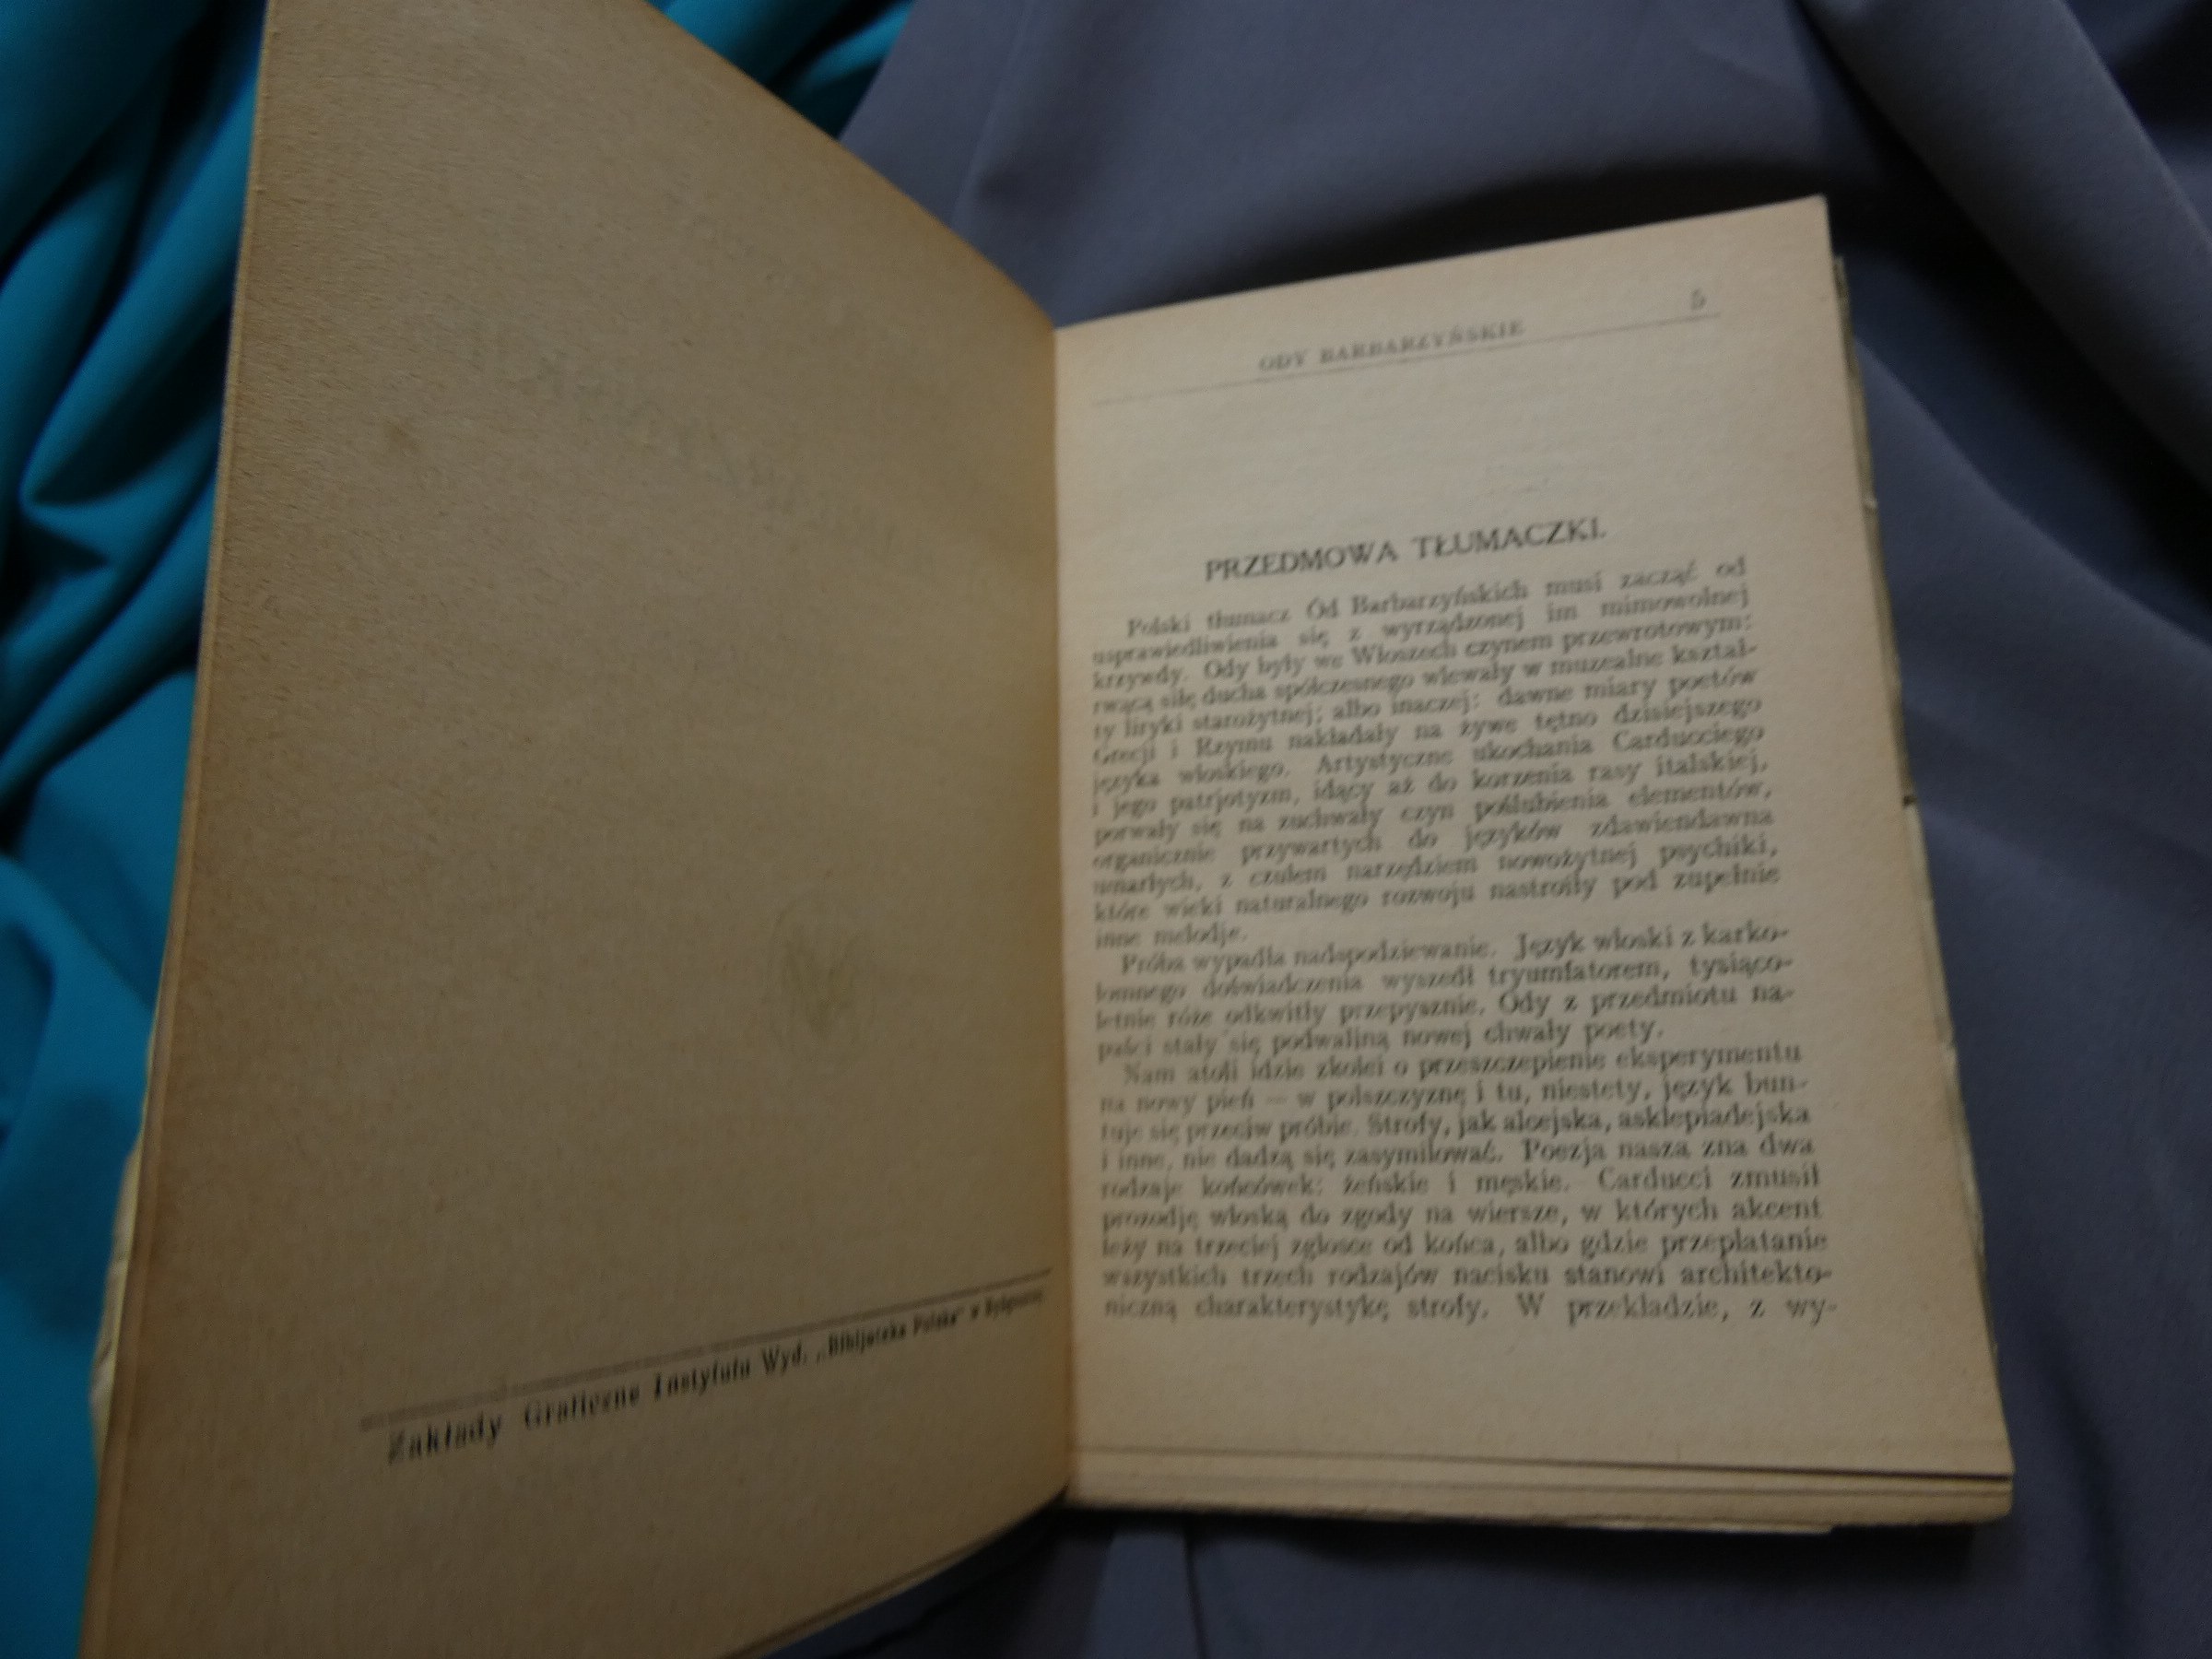 Zakłady Graficzne Instytutu Wyd. „Bibljoteka Polska" w Bydgoszczy
ODY BARBARZYŃSKIE 5
PRZEDMOWA TŁUMACZKI.
Polski tłumacz Ód Barbarzyńskich musi zacząć od
usprawiedliwienia się z wyrządzonej im mimowolnej
krzywdy. Ody były we Włoszech czynem przewrotowym:
rwącą siłę ducha spółczesnego wlewały w muzealne kształ-
ty liryki starożytnej; albo inaczej: dawne miary poetów
Grecji i Rzymu nakładały na żywe tętno dzisiejszego
języka włoskiego. Artystyczne ukochania Carducciego
i jego patrjotyzm, idący aż do korzenia rasy italskiej,
porwały się na zuchwały czyn poślubienia elementów,
organicznie przywartych do języków zdawiendawna
umarłych, z czułem narzędziem nowożytnej psychiki,
które wieki naturalnego rozwoju nastroiły pod zupełnie
inne melodje.
Próba wypadła nadspodziewanie. Język włoski z karko-
łomnego doświadczenia wyszedł tryumfatorem, tysiąco-
letnie róże odkwitły przepysznie. Ody z przedmiotu na-
paści stały się podwaliną nowej chwały poety.
Nam atoli idzie zkolei o przeszczepienie eksperymentu
na nowy pień — w polszczyznę i tu, niestety, język bun-
tuje się przeciw próbie. Strofy, jak alcejska, asklepiadejska
i inne, nie dadzą się zasymilować. Poezja nasza zna dwa
rodzaje końcówek: żeńskie i męskie. Carducci zmusił
prozodję włoską do zgody na wiersze, w których akcent
leży na trzeciej zgłosce od końca, albo gdzie przeplatanie
wszystkich trzech rodzajów nacisku stanowi architekto-
niczną charakterystykę strofy. W przekładzie, z wy-